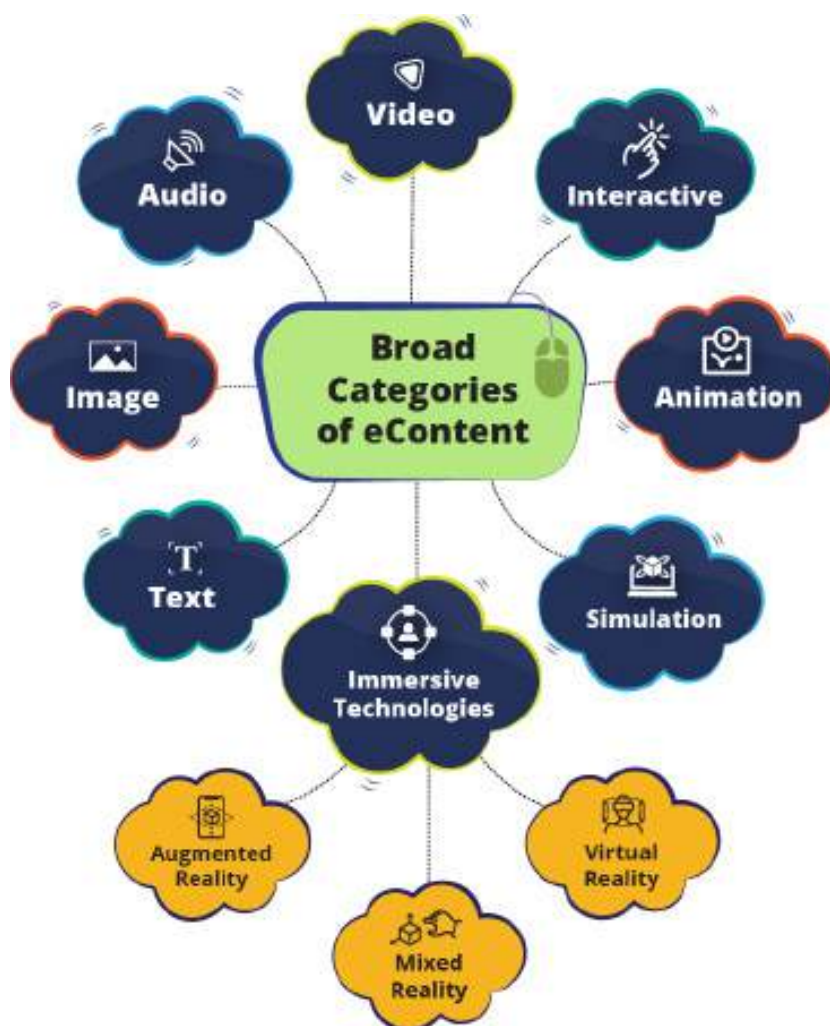 Video
Audio
Interactive
Broad
Categories
of eContent
Image
Animation
T
Text
Simulation
Immersive
Technologies
Augmented
Reality
Virtual
Reality
Mixed
Reality